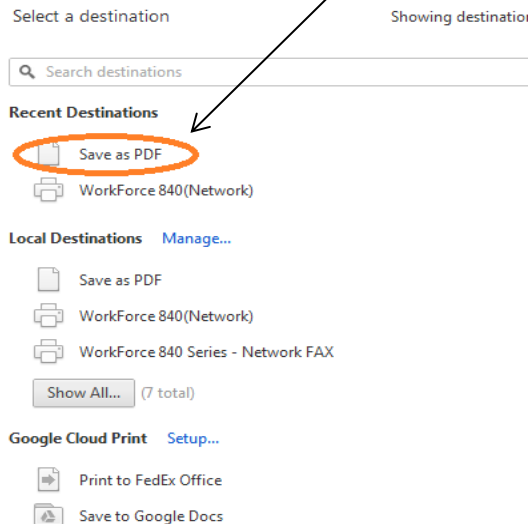 Select a destination Showing destination
Search destinations
Recent Destinations
Save as PDF
WorkForce 840(Network)
Local Destinations Manage...
Save as PDF
WorkForce 840(Network)
WorkForce 840 Series - Network FAX
Show All... (7 total)
Google Cloud Print Setup...
Print to FedEx Office
Save to Google Docs